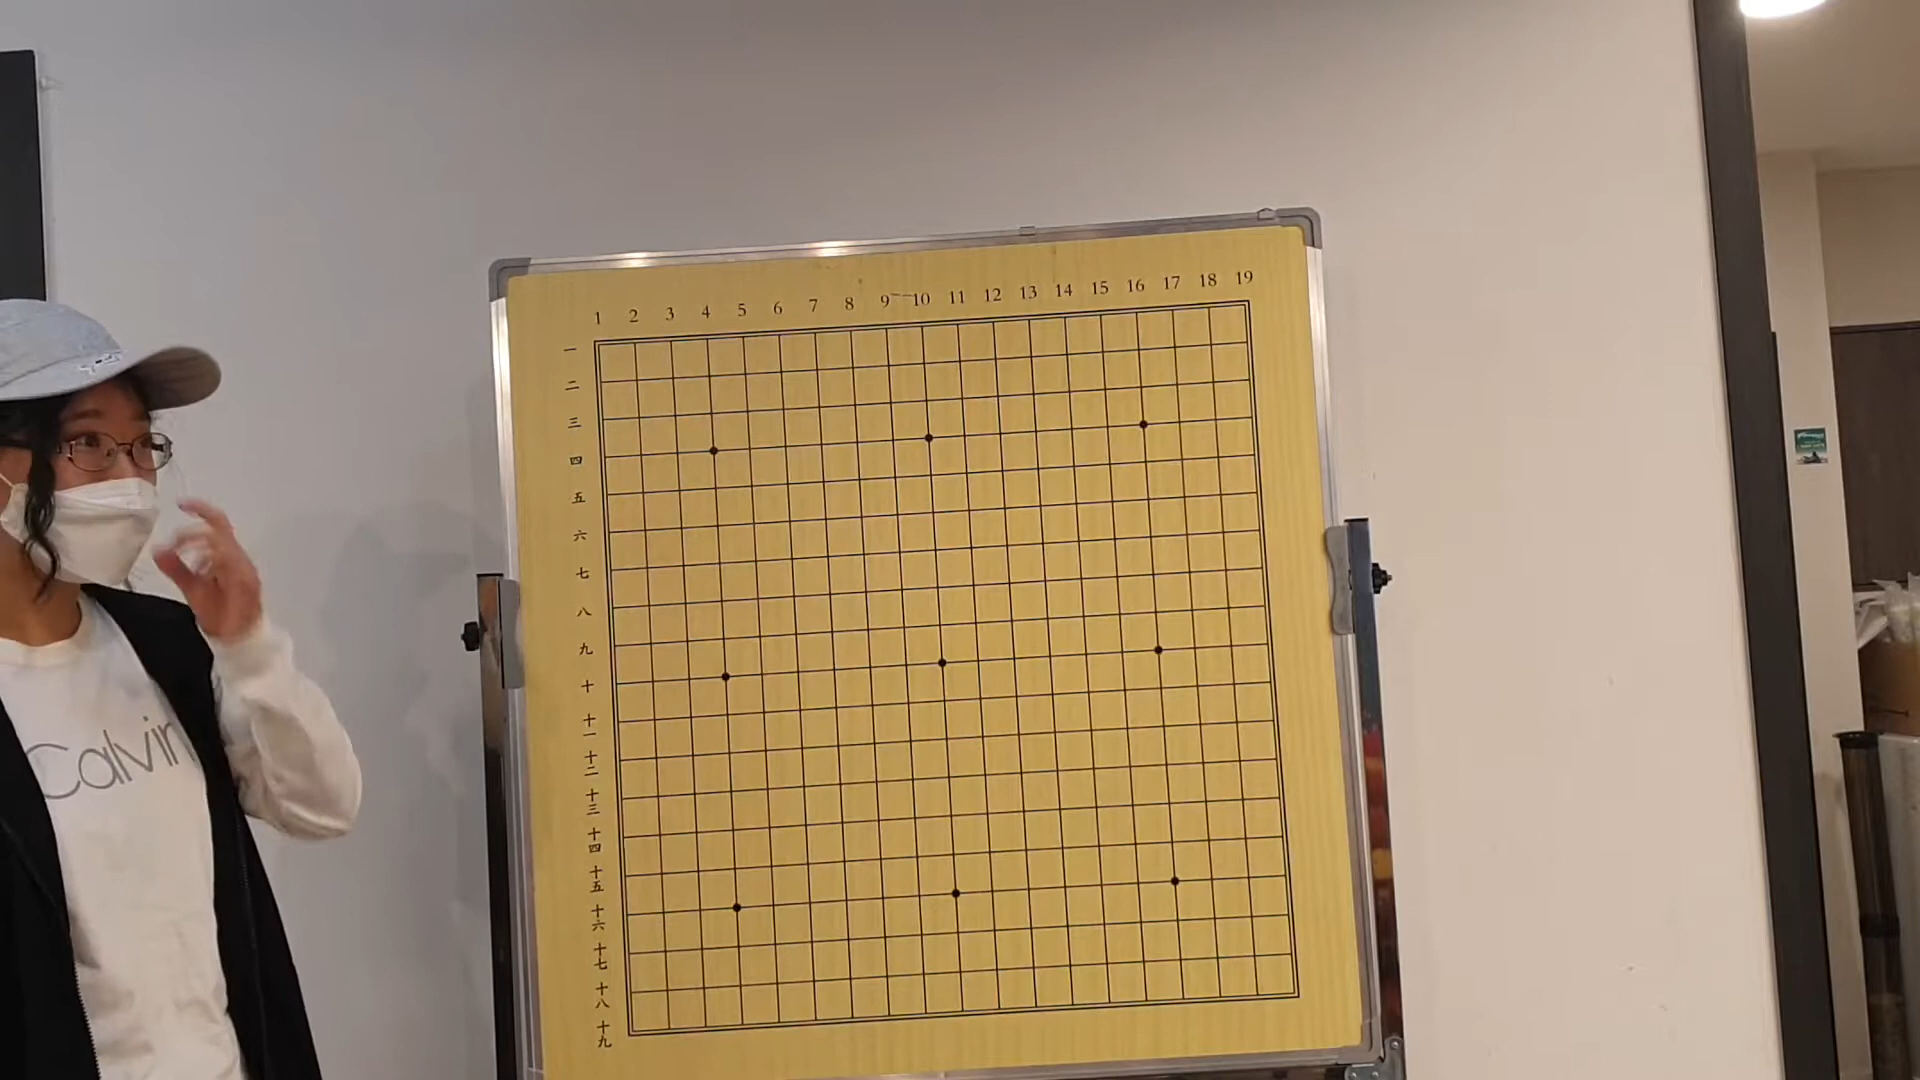 1 2 3 4 5 6 7 8 9 10 11 12 13 14 15 16 17 18 19
一
二
三
四
五
六
七
八
九
十
十一
十二
十三
十四
十五
十六
十七
十八
十九
Calvin